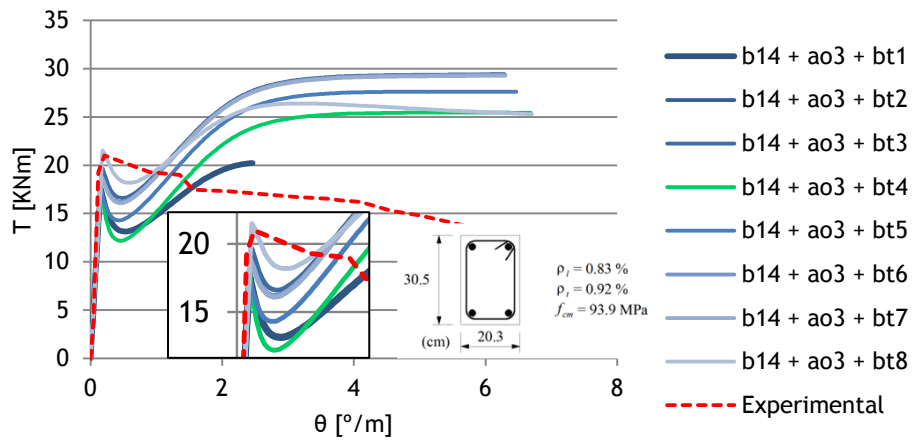 T [KNm]
35
30
25
20
15
10
5
0
20
15
30.5
(cm)
20.3
ρl = 0.83 %
ρt = 0.92 %
fcm = 93.9 MPa
0 2 4 6 8
θ [º/m]
b14 + ao3 + bt1
b14 + ao3 + bt2
b14 + ao3 + bt3
b14 + ao3 + bt4
b14 + ao3 + bt5
b14 + ao3 + bt6
b14 + ao3 + bt7
b14 + ao3 + bt8
Experimental